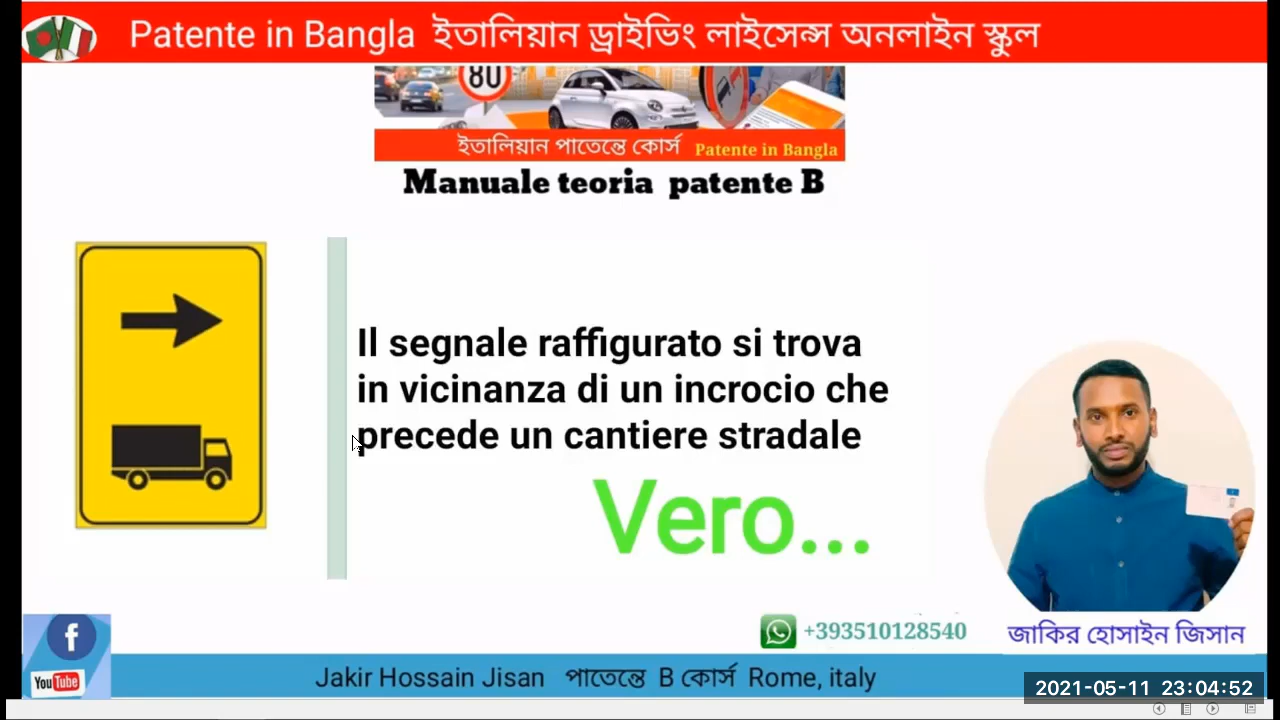 Patente in Bangla ইতালিয়ান ড্রাইভিং লাইসেন্স অনলাইন স্কুল
80
ইতালিয়ান পাতেন্তে কোর্স Patente in Bangla
Manuale teoria patente B
Il segnale raffigurato si trova
in vicinanza di un incrocio che
precede un cantiere stradale
Vero...
+393510128540
জাকির হোসাইন জিসান
f
You Tube
Jakir Hossain Jisan পাতেন্তে B কোর্স Rome, italy
2021-05-11 23:04:52